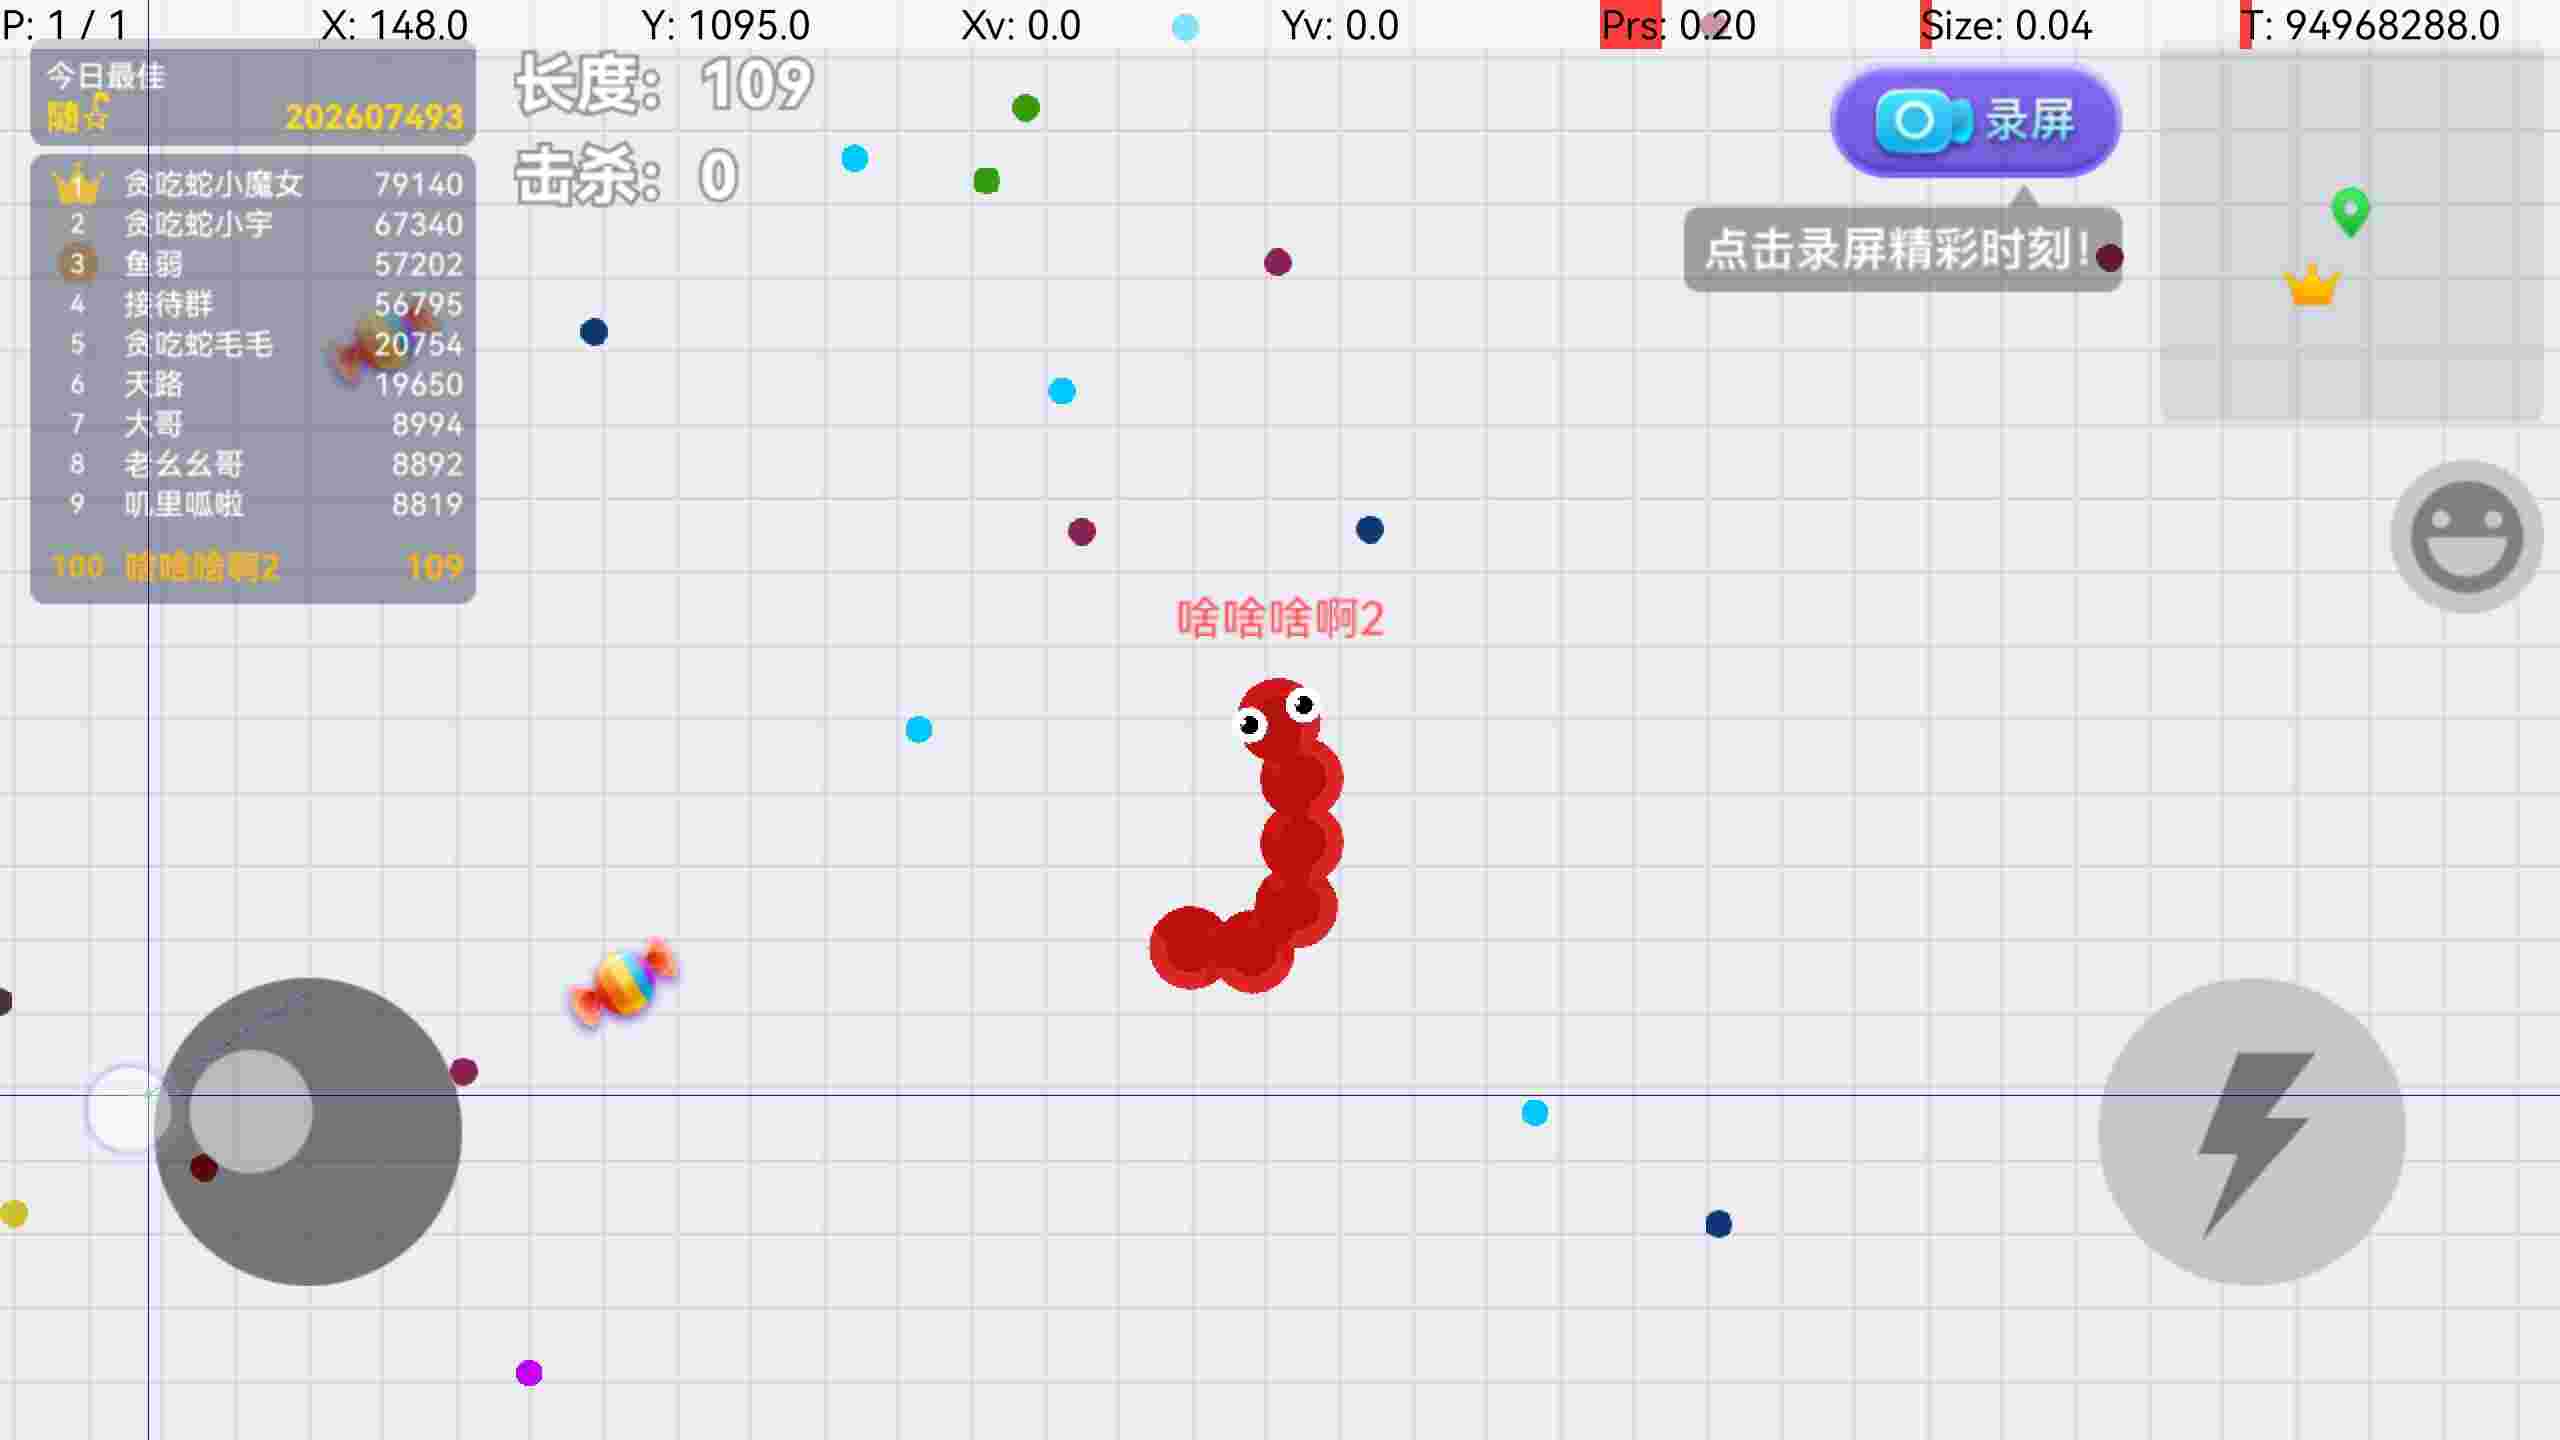 P: 1 / 1 X: 148.0 Y: 1095.0 Xv: 0.0 Yv: 0.0 Prs: 0.20 Size: 0.04 T: 94968288.0
今日最佳
随☆ 202607493
长度: 109
击杀: 0
录屏
点击录屏精彩时刻!
1 贪吃蛇小魔女 79140
2 贪吃蛇小宇 67340
3 鱼弱 57202
4 接待群 56795
5 贪吃蛇毛毛 20754
6 天路 19650
7 大哥 8994
8 老幺幺哥 8892
9 叽里呱啦 8819
100 啥啥啥啊2 109
啥啥啥啊2